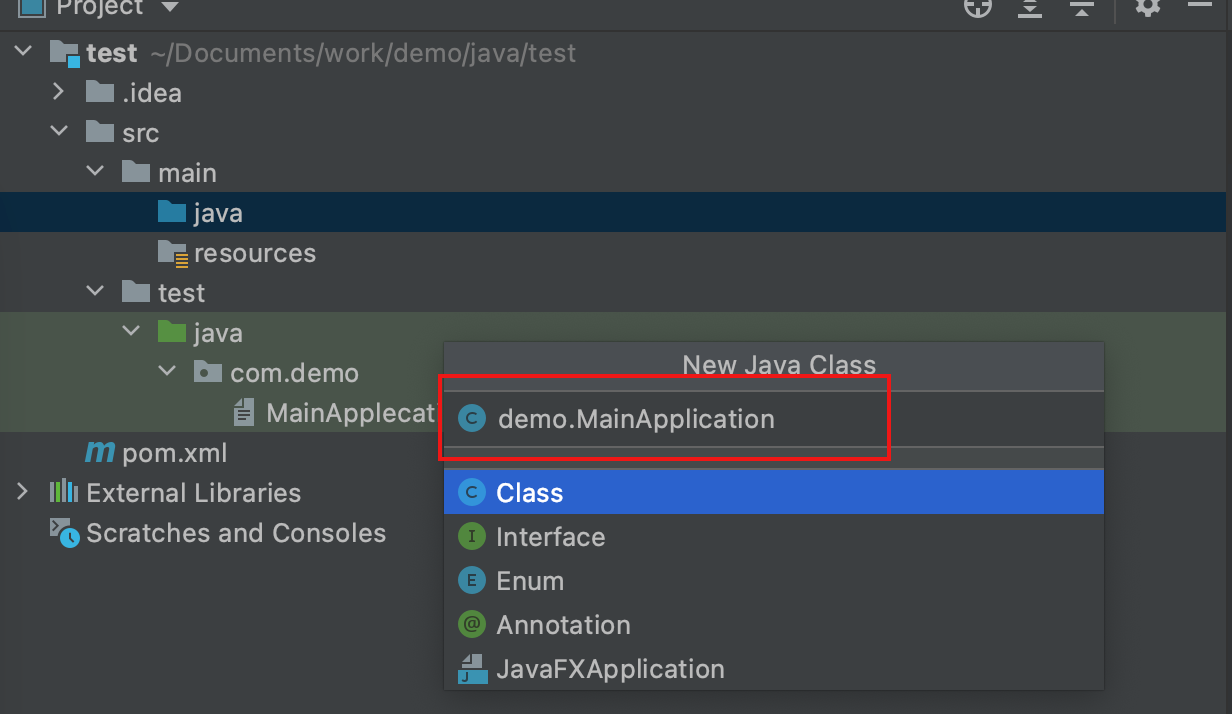 Project
test ~/Documents/work/demo/java/test
.idea
src
main
java
resources
test
java
com.demo
MainApplecat
pom.xml
External Libraries
Scratches and Consoles
New Java Class
C demo.MainApplication
C Class
I Interface
E Enum
@ Annotation
J JavaFXApplication